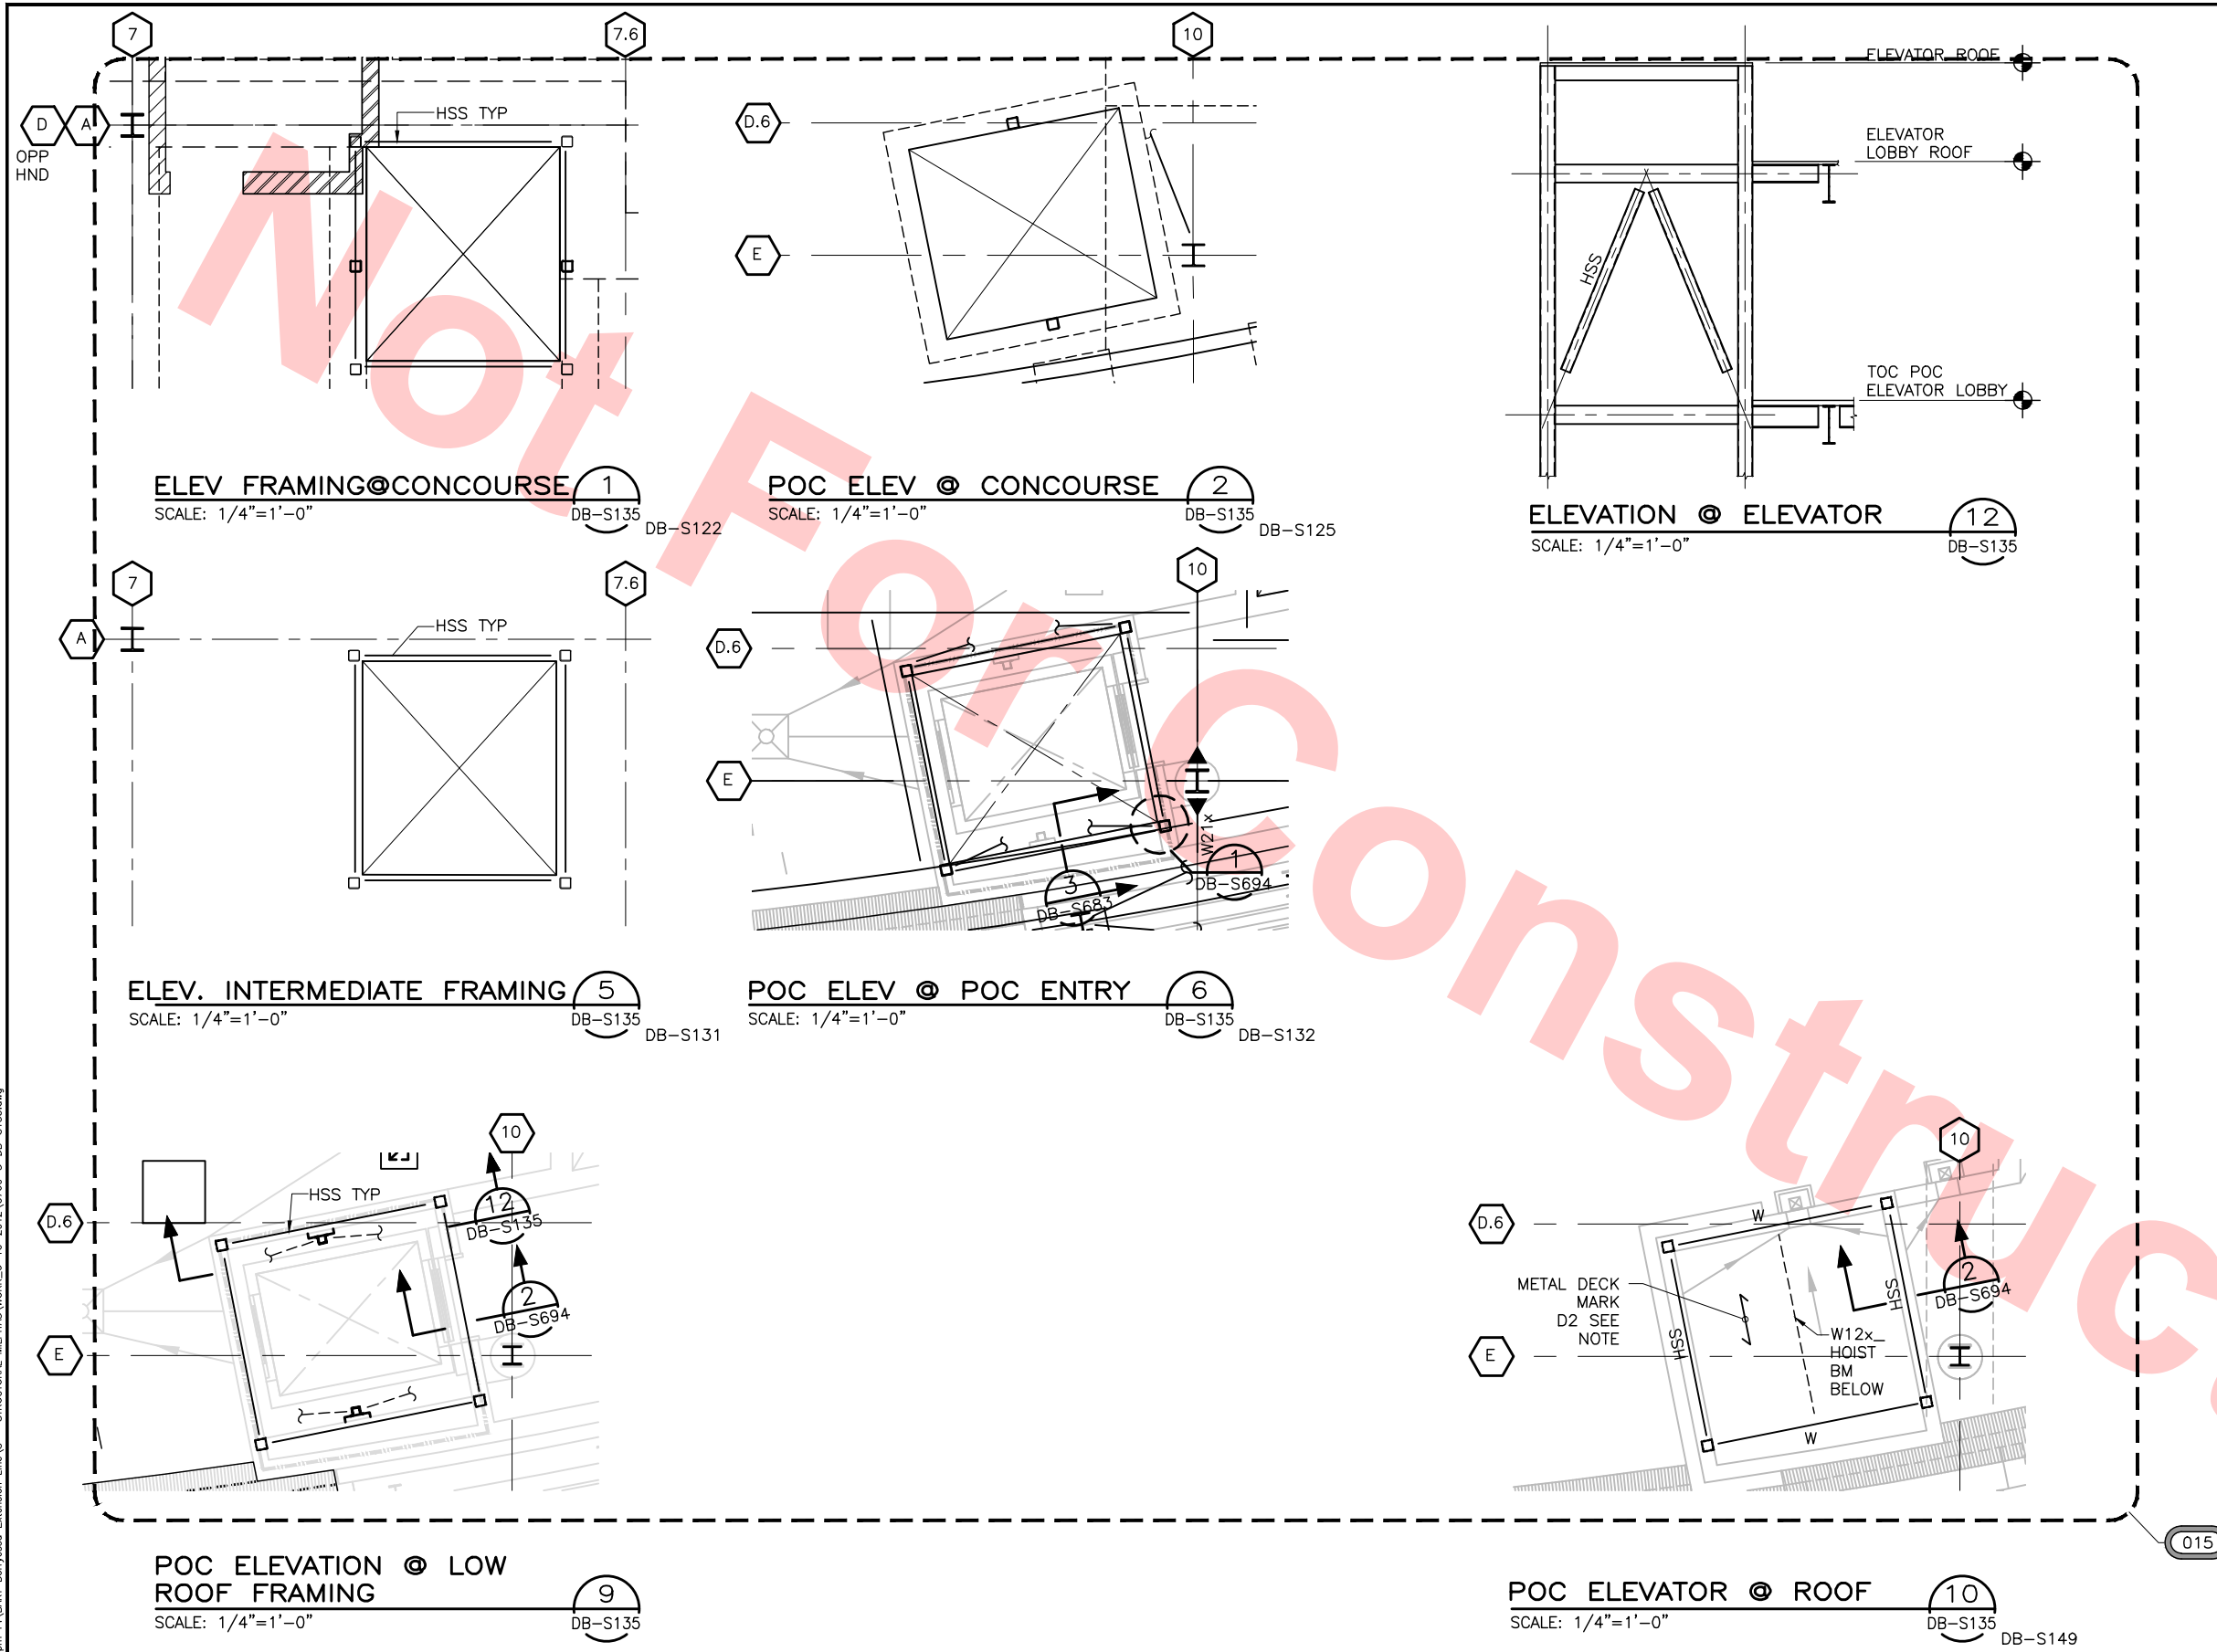 7
7.6
D
A
OPP
HND
HSS TYP
ELEV FRAMING@CONCOURSE
1
SCALE: 1/4"=1'-0"
DB-S135
DB-S122
10
D.6
E
POC ELEV @ CONCOURSE
2
SCALE: 1/4"=1'-0"
DB-S135
DB-S125
ELEVATOR ROOF
ELEVATOR
LOBBY ROOF
HSS
TOC POC
ELEVATOR LOBBY
ELEVATION @ ELEVATOR
12
SCALE: 1/4"=1'-0"
DB-S135
7
7.6
A
HSS TYP
ELEV. INTERMEDIATE FRAMING
5
SCALE: 1/4"=1'-0"
DB-S135
DB-S131
10
D.6
E
W21x
1
DB-S694
3
DB-S683
POC ELEV @ POC ENTRY
6
SCALE: 1/4"=1'-0"
DB-S135
DB-S132
10
D.6
HSS TYP
12
DB-S135
2
DB-S694
E
POC ELEVATION @ LOW
ROOF FRAMING
9
SCALE: 1/4"=1'-0"
DB-S135
10
D.6
W
METAL DECK
MARK
D2 SEE
NOTE
HSS
HSS
2
DB-S694
E
W12x_
HOIST
BM
BELOW
W
015
POC ELEVATOR @ ROOF
10
SCALE: 1/4"=1'-0"
DB-S135
DB-S149
Not For Construc